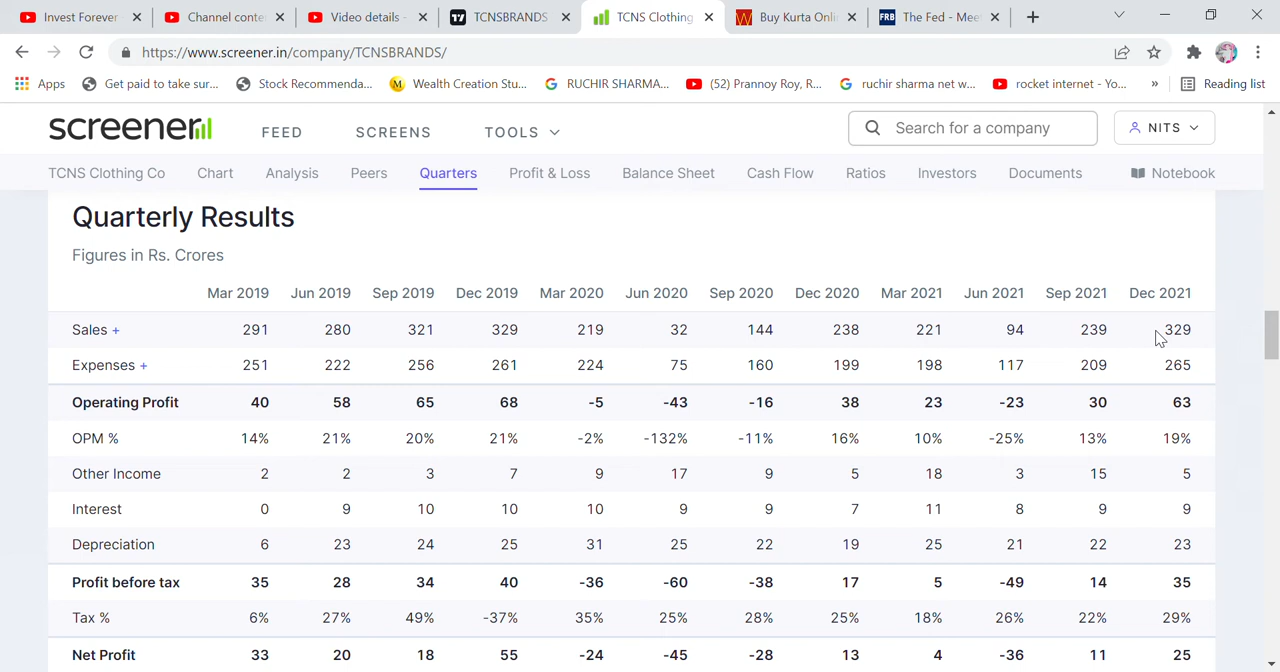 Invest Forever
Channel conte
Video details -
TCNSBRANDS
TCNS Clothing
Buy Kurta Onli
The Fed - Mee
https://www.screener.in/company/TCNSBRANDS/
Apps
Get paid to take sur...
Stock Recommenda...
Wealth Creation Stu...
RUCHIR SHARMA...
(52) Prannoy Roy, R...
ruchir sharma net w...
rocket internet - Yo...
»
Reading list
screener
FEED
SCREENS
TOOLS
Search for a company
NITS
TCNS Clothing Co Chart Analysis Peers Quarters Profit & Loss Balance Sheet Cash Flow Ratios Investors Documents Notebook
Quarterly Results
Figures in Rs. Crores
Mar 2019 Jun 2019 Sep 2019 Dec 2019 Mar 2020 Jun 2020 Sep 2020 Dec 2020 Mar 2021 Jun 2021 Sep 2021 Dec 2021
Sales + 291 280 321 329 219 32 144 238 221 94 239 329
Expenses + 251 222 256 261 224 75 160 199 198 117 209 265
Operating Profit 40 58 65 68 -5 -43 -16 38 23 -23 30 63
OPM % 14% 21% 20% 21% -2% -132% -11% 16% 10% -25% 13% 19%
Other Income 2 2 3 7 9 17 9 5 18 3 15 5
Interest 0 9 10 10 10 9 9 7 11 8 9 9
Depreciation 6 23 24 25 31 25 22 19 25 21 22 23
Profit before tax 35 28 34 40 -36 -60 -38 17 5 -49 14 35
Tax % 6% 27% 49% -37% 35% 25% 28% 25% 18% 26% 22% 29%
Net Profit 33 20 18 55 -24 -45 -28 13 4 -36 11 25